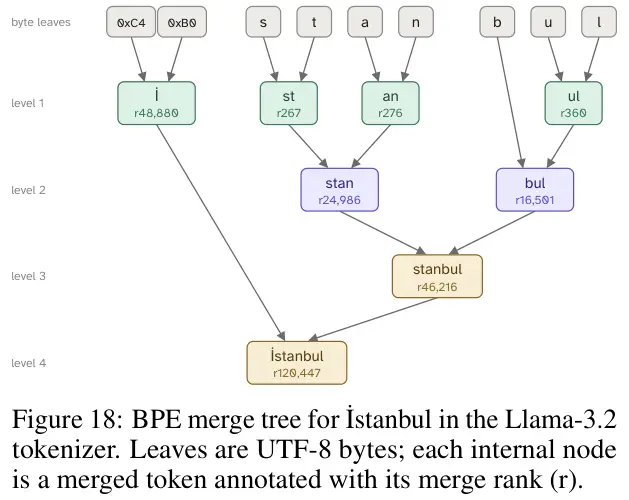 byte leaves 0xC4 0xB0 s t a n b u l
level 1 İ st an ul
r48,880 r267 r276 r360
level 2 stan bul
r24,986 r16,501
level 3 stanbul
r46,216
level 4 İstanbul
r120,447
Figure 18: BPE merge tree for İstanbul in the Llama-3.2
tokenizer. Leaves are UTF-8 bytes; each internal node
is a merged token annotated with its merge rank (r).